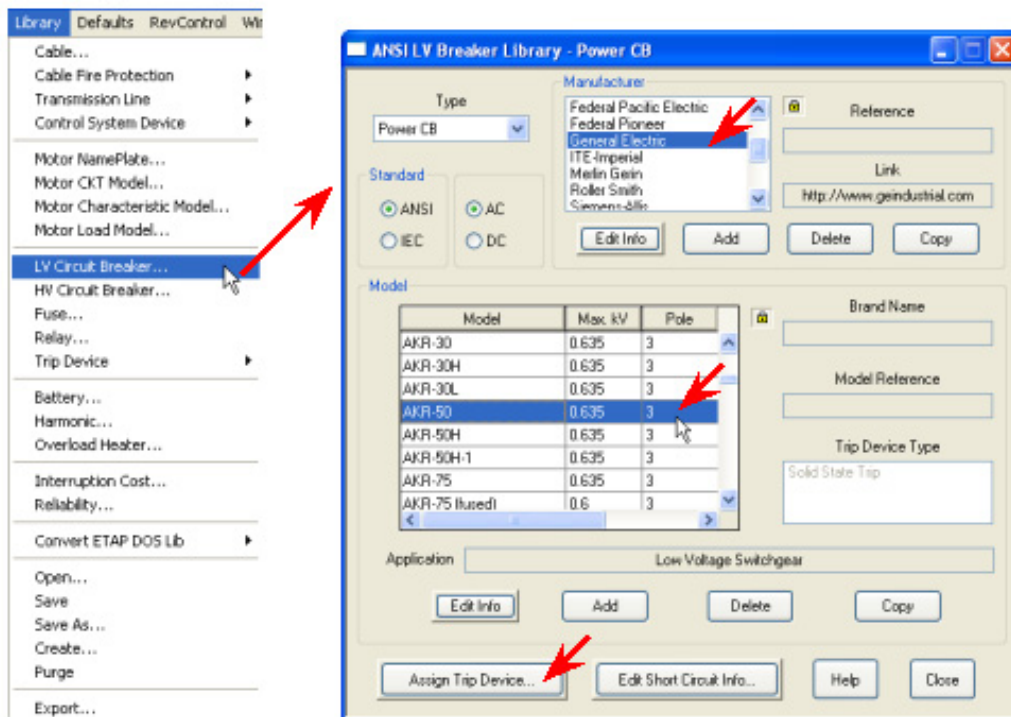 Library Defaults RevControl
Cable...
Cable Fire Protection
Transmission Line
Control System Device
Motor NamePlate...
Motor CKT Model...
Motor Characteristic Model...
Motor Load Model...
LV Circuit Breaker...
HV Circuit Breaker...
Fuse...
Relay...
Trip Device
Battery...
Harmonic...
Overload Heater...
Interruption Cost...
Reliability...
Convert ETAP DOS Lib
Open...
Save
Save As...
Create...
Purge
Export...
ANSI LV Breaker Library - Power CB
Type
Power CB
Standard
ANSI AC
IEC DC
Manufacturer
Federal Pacific Electric
Federal Pioneer
General Electric
ITE-Imperial
Merlin Gerin
Roller Smith
Siemens-Allis
Reference
Link
http://www.geindustrial.com
Edit Info Add Delete Copy
Model
Model Max. kV Pole
AKR-30 0.635 3
AKR-30H 0.635 3
AKR-30L 0.635 3
AKR-50 0.635 3
AKR-50H 0.635 3
AKR-50H-1 0.635 3
AKR-75 0.635 3
AKR-75 (fused) 0.6 3
Brand Name
Model Reference
Trip Device Type
Solid State Trip
Application Low Voltage Switchgear
Edit Info Add Delete Copy
Assign Trip Device... Edit Short Circuit Info... Help Close